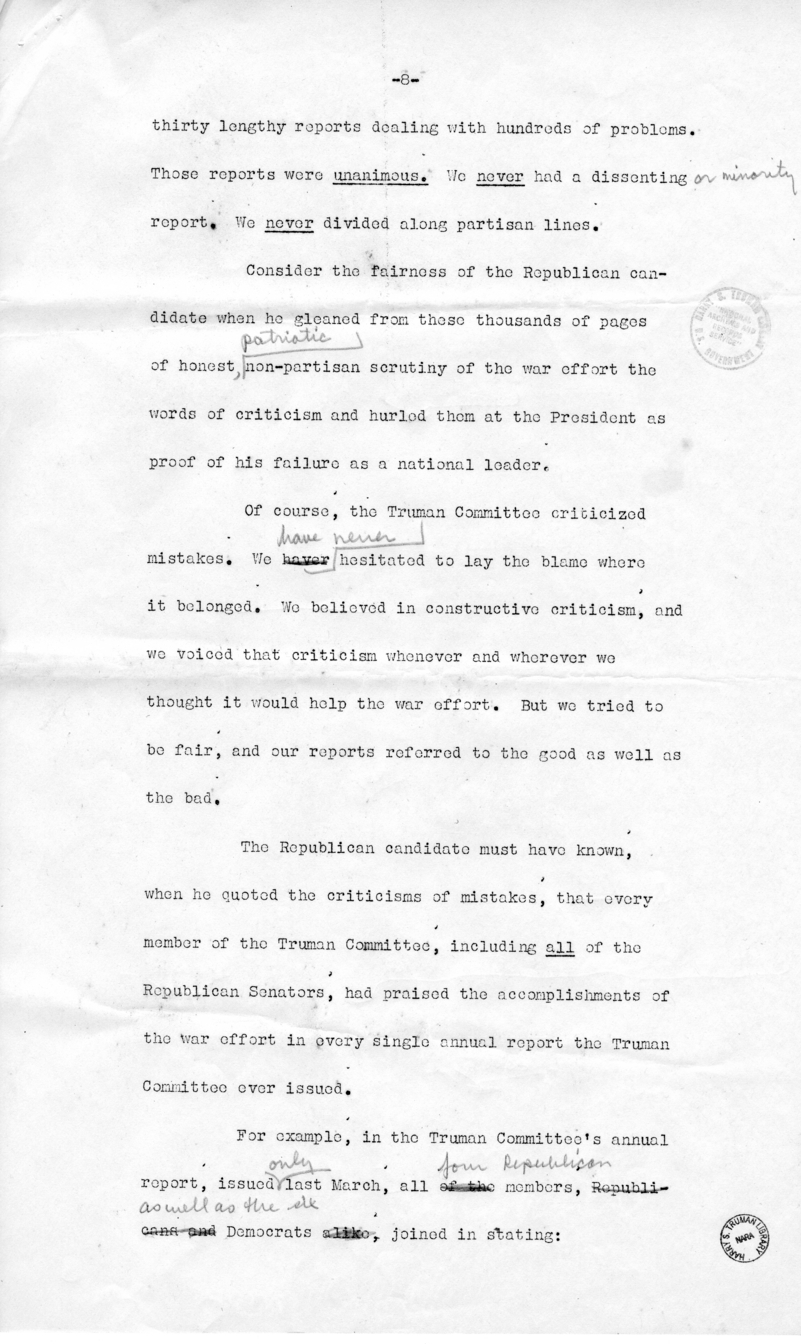 -8-
thirty lengthy reports dealing with hundreds of problems.
Those reports were unanimous. We never had a dissenting or minority
report. We never divided along partisan lines.
Consider the fairness of the Republican can-
didate when he gleaned from these thousands of pages
patriotic
of honest, non-partisan scrutiny of the war effort the
words of criticism and hurled them at the President as
proof of his failure as a national leader.
Of course, the Truman Committee criticized
have never
mistakes. We haver hesitated to lay the blame where
it belonged. We believed in constructive criticism, and
we voiced that criticism whenever and wherever we
thought it would help the war effort. But we tried to
be fair, and our reports referred to the good as well as
the bad.
The Republican candidate must have known,
when he quoted the criticisms of mistakes, that every
member of the Truman Committee, including all of the
Republican Senators, had praised the accomplishments of
the war effort in every single annual report the Truman
Committee ever issued.
For example, in the Truman Committee's annual
only four Republican
report, issued last March, all of the members, Republi-
as well as the six
cans and Democrats alike, joined in stating:
HARRY S. TRUMAN LIBRARY
NARA